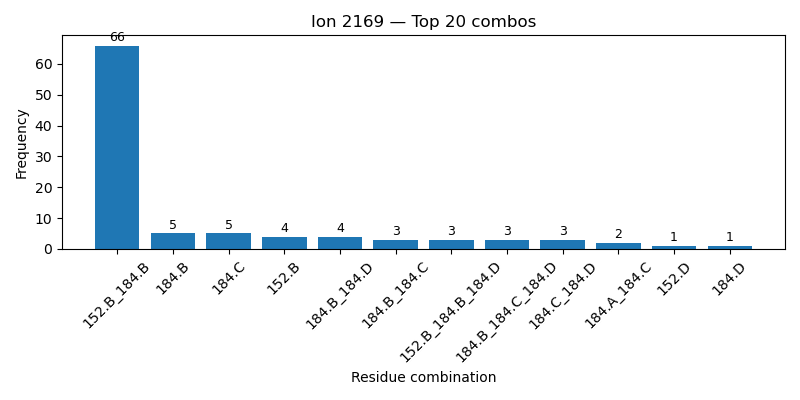 Ion 2169 — Top 20 combos
66
5
5
4
4
3
3
3
3
2
1
1
60
50
40
30
20
10
0
Frequency
152.B_184.B
184.B
184.C
152.B
184.B_184.D
184.B_184.C
152.B_184.B_184.D
184.B_184.C_184.D
184.C_184.D
184.A_184.C
152.D
184.D
Residue combination